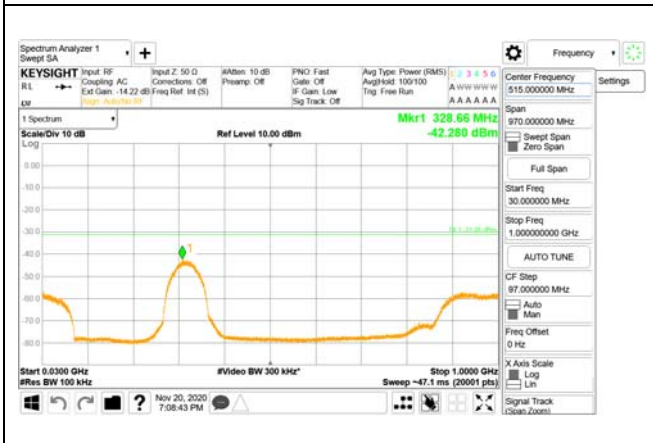 Spectrum Analyzer 1
Swept SA
+
Frequency
KEYSIGHT
RL
Input: RF
Coupling: AC
Ext Gain: -14.22 dB
Align: Auto/No RF
Input Z: 50 Ω
Corrections: Off
Freq Ref: Int (S)
#Atten: 10 dB
Preamp: Off
PNO: Fast
Gate: Off
IF Gain: Low
Sig Track: Off
Avg Type: Power (RMS)
Avg|Hold: 100/100
Trig: Free Run
1 2 3 4 5 6
A W W W W W
A A A A A A
Center Frequency
515.000000 MHz
Settings
1 Spectrum
Scale/Div 10 dB
Log
Ref Level 10.00 dBm
Mkr1 328.66 MHz
-42.280 dBm
0.00
-10.0
-20.0
-30.0
-40.0
-50.0
-60.0
-70.0
-80.0
1
Start 0.0300 GHz
#Res BW 100 kHz
#Video BW 300 kHz*
Stop 1.0000 GHz
Sweep ~47.1 ms (20001 pts)
Span
970.000000 MHz
Swept Span
Zero Span
Full Span
Start Freq
30.000000 MHz
Stop Freq
1.000000000 GHz
AUTO TUNE
CF Step
97.000000 MHz
Auto
Man
Freq Offset
0 Hz
X Axis Scale
Log
Lin
Signal Track
(Span Zoom)
?
Nov 20, 2020
7:08:43 PM